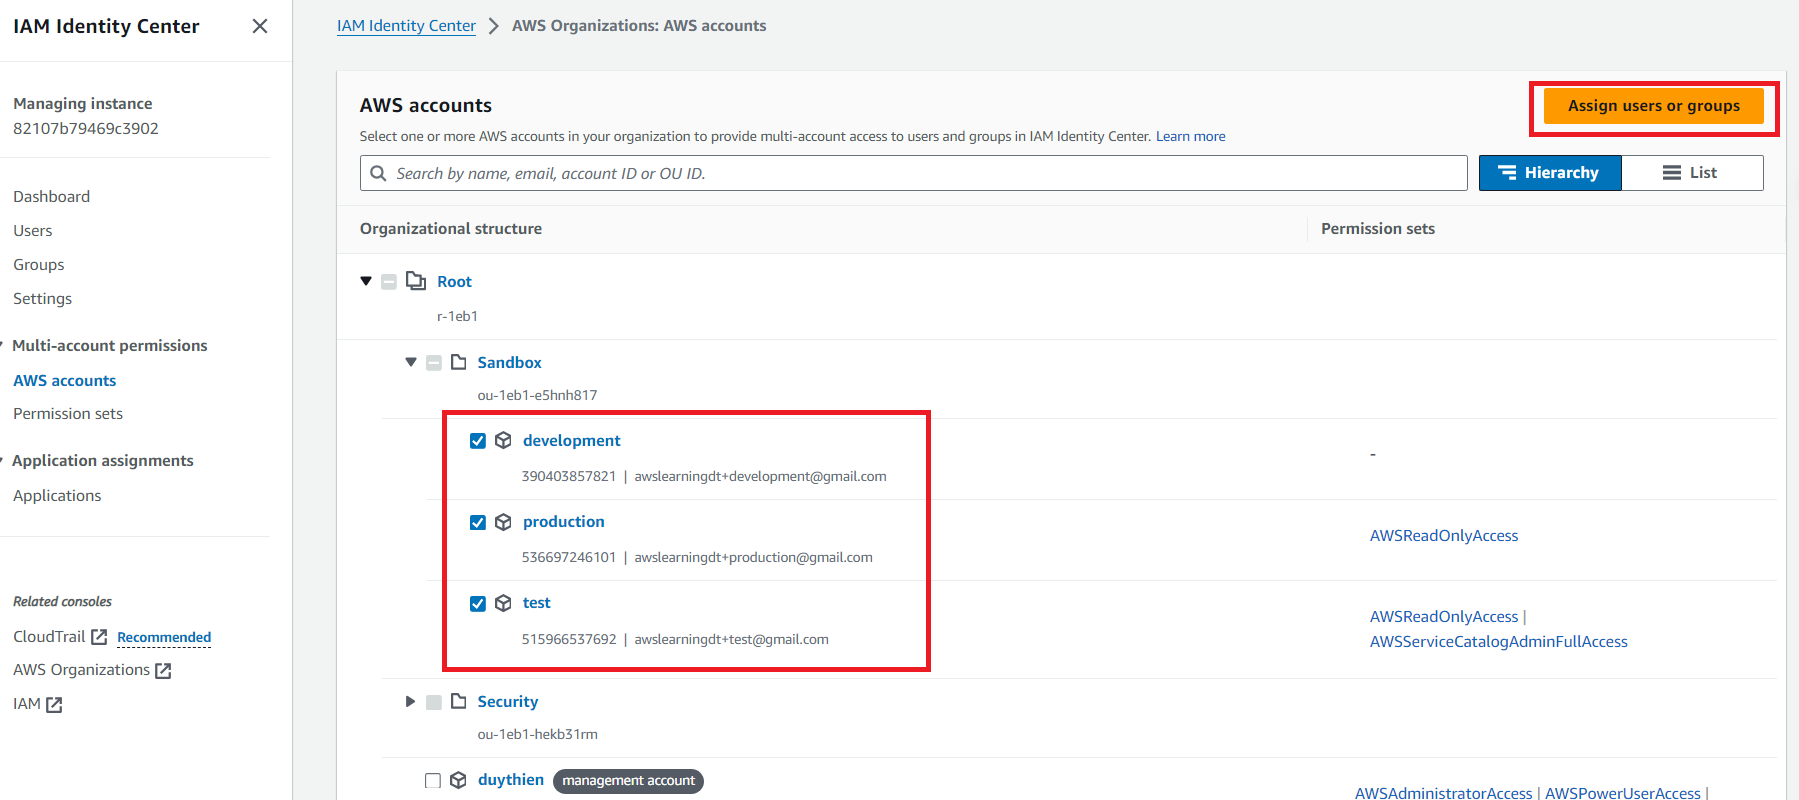 IAM Identity Center
Managing instance
82107b79469c3902
Dashboard
Users
Groups
Settings
Multi-account permissions
AWS accounts
Permission sets
Application assignments
Applications
Related consoles
CloudTrail Recommended
AWS Organizations
IAM
IAM Identity Center > AWS Organizations: AWS accounts
AWS accounts
Assign users or groups
Select one or more AWS accounts in your organization to provide multi-account access to users and groups in IAM Identity Center. Learn more
Search by name, email, account ID or OU ID.
Hierarchy
List
Organizational structure
Permission sets
Root
r-1eb1
Sandbox
ou-1eb1-e5hnh817
development
390403857821 | awslearningdt+development@gmail.com
-
production
536697246101 | awslearningdt+production@gmail.com
AWSReadOnlyAccess
test
515966537692 | awslearningdt+test@gmail.com
AWSReadOnlyAccess |
AWSServiceCatalogAdminFullAccess
Security
ou-1eb1-hekb31rm
duythien management account
AWSAdministratorAccess | AWSPowerUserAccess |